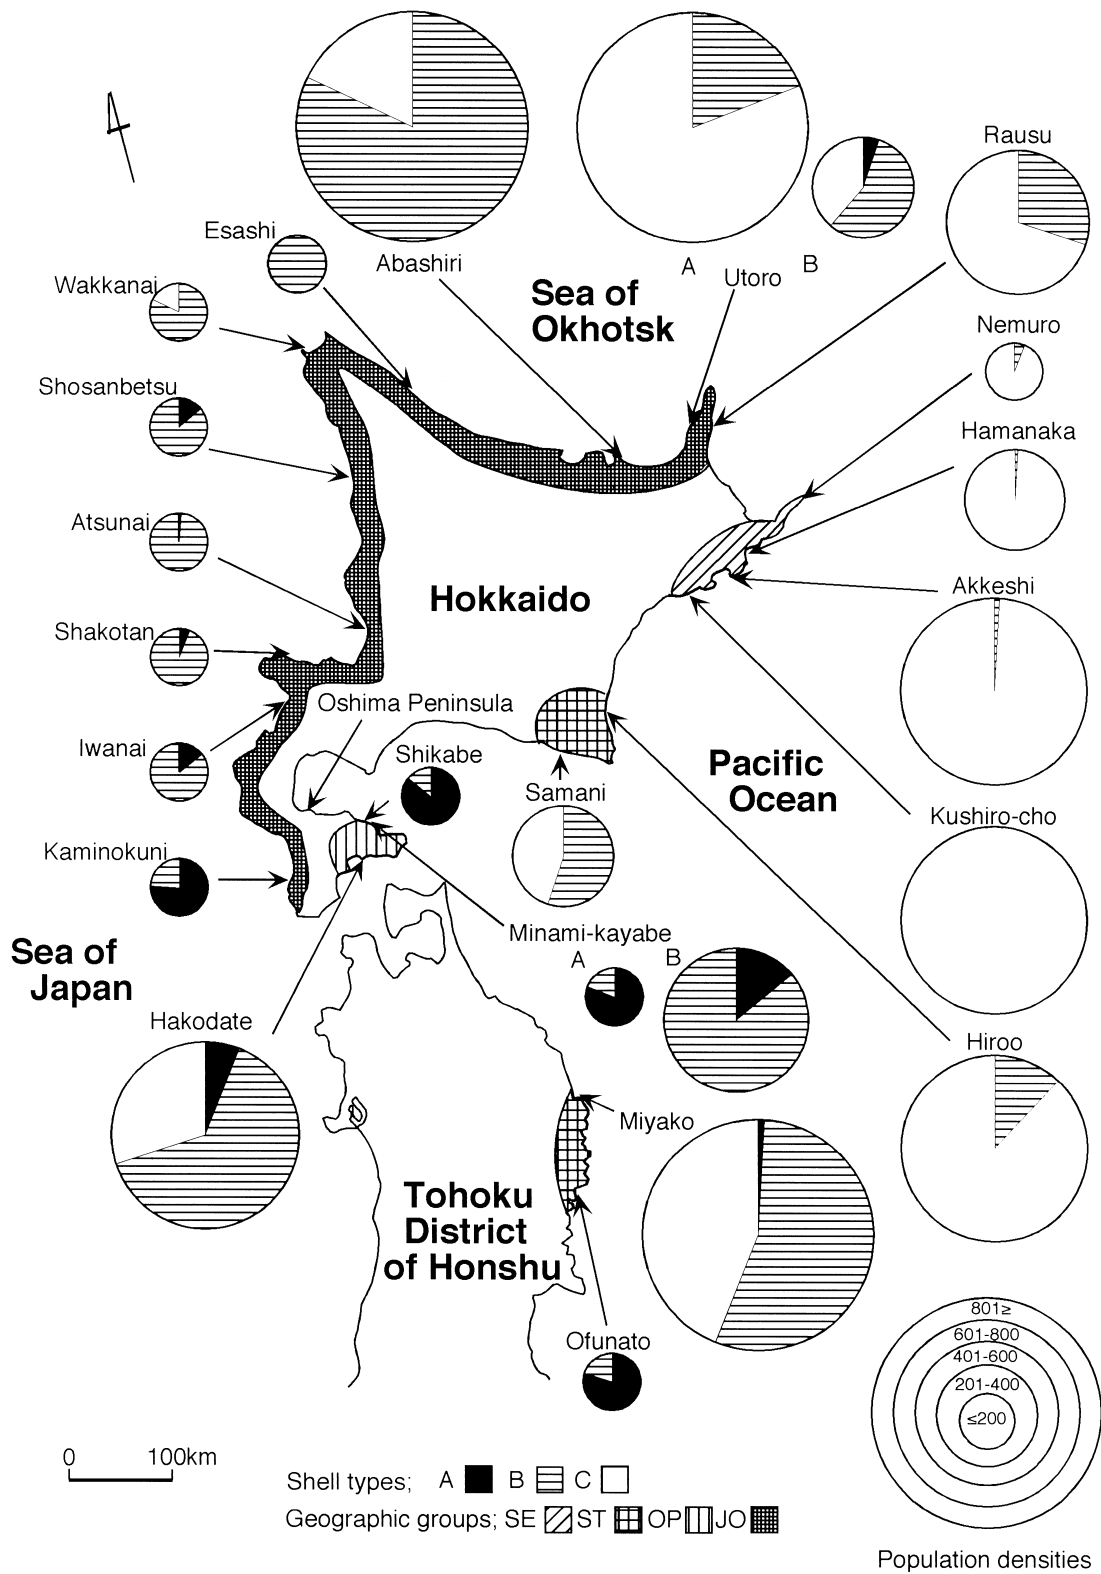 Rausu
Esashi
Abashiri
A
B
Utoro
Wakkanai
Sea of
Okhotsk
Nemuro
Shosanbetsu
Hamanaka
Atsunai
Akkeshi
Hokkaido
Shakotan
Oshima Peninsula
Iwanai
Shikabe
Pacific
Ocean
Samani
Kushiro-cho
Kaminokuni
Minami-kayabe
A
B
Sea of
Japan
Hakodate
Hiroo
Miyako
Tohoku
District
of Honshu
Ofunato
801≥
601-800
401-600
201-400
≤200
0 100km
Shell types; A B C
Geographic groups; SE ST OP JO
Population densities